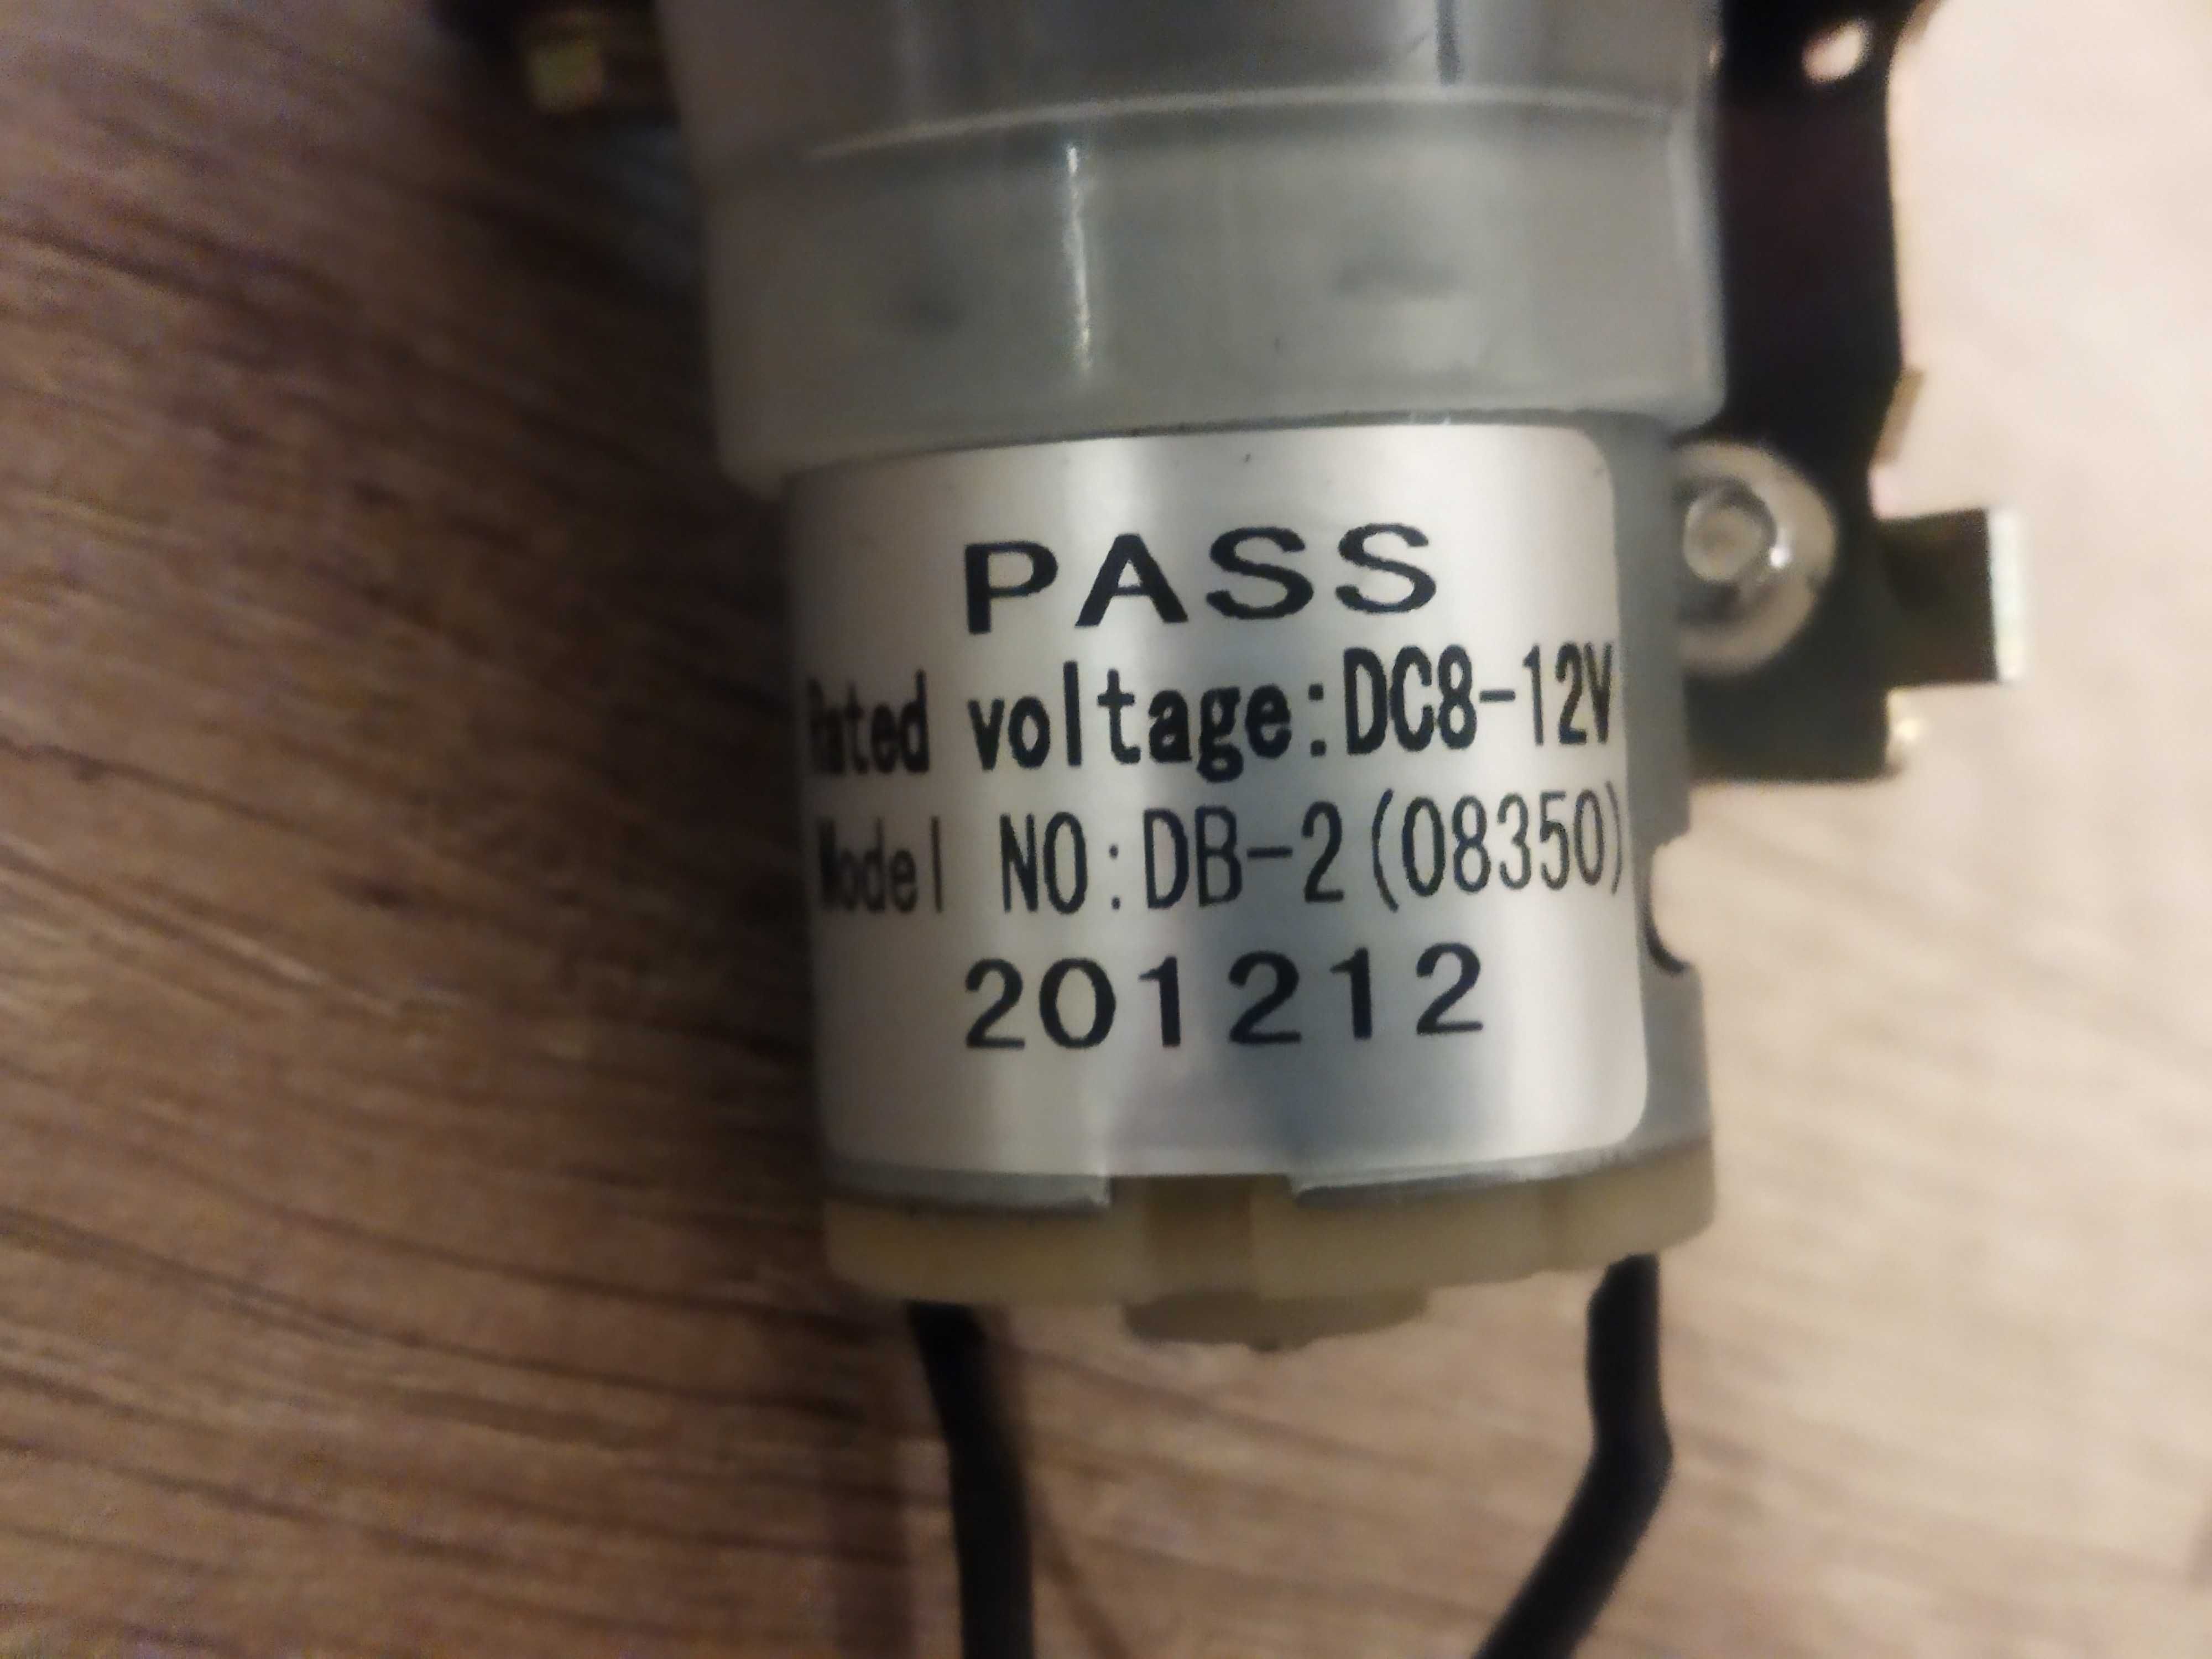 PASS
Rated voltage:DC8-12V
Model NO:DB-2(08350)
201212